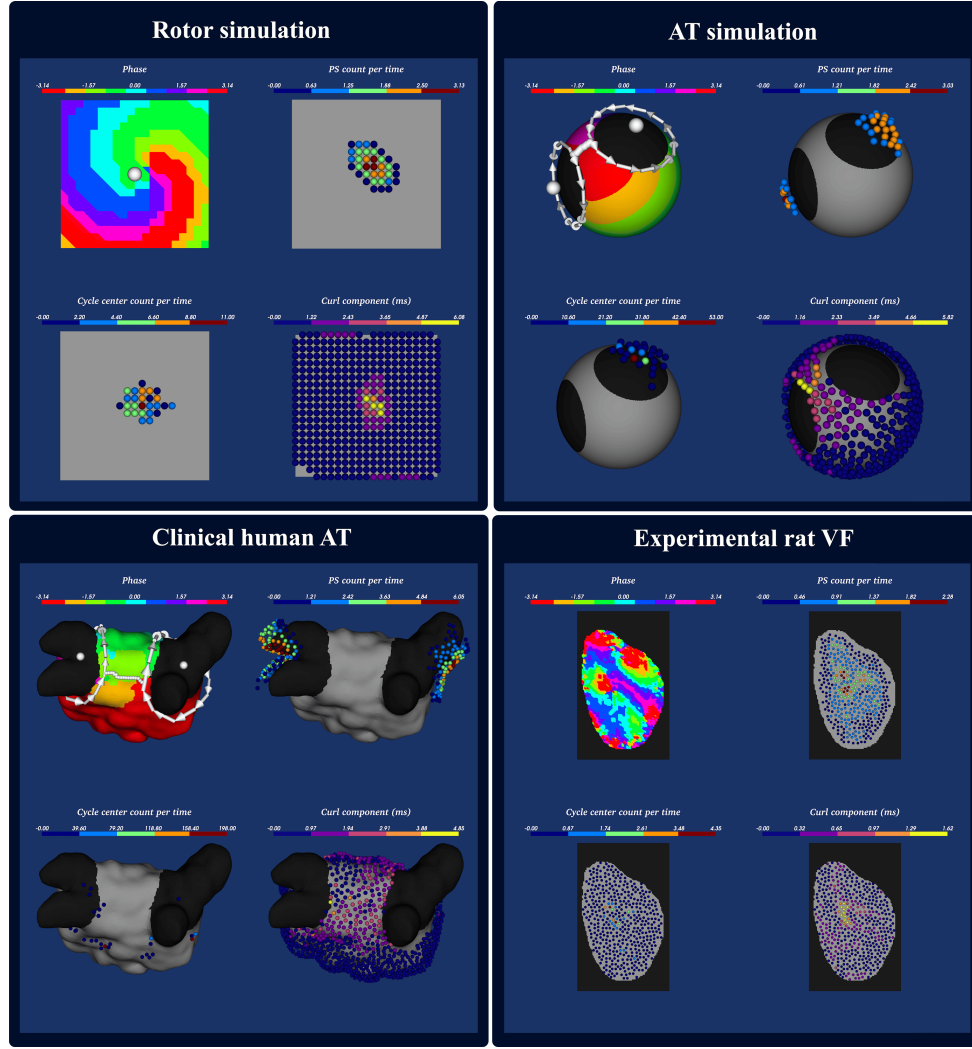 Rotor simulation
Phase
-3.14 -1.57 0.00 1.57 3.14
PS count per time
-0.00 0.63 1.25 1.88 2.50 3.13
Cycle center count per time
-0.00 2.20 4.40 6.60 8.80 11.00
Curl component (ms)
-0.00 1.22 2.43 3.65 4.87 6.08
AT simulation
Phase
-3.14 -1.57 0.00 1.57 3.14
PS count per time
-0.00 0.61 1.21 1.82 2.42 3.03
Cycle center count per time
-0.00 10.60 21.20 31.80 42.40 53.00
Curl component (ms)
-0.00 1.16 2.33 3.49 4.66 5.82
Clinical human AT
Phase
-3.14 -1.57 0.00 1.57 3.14
PS count per time
-0.00 1.21 2.42 3.63 4.84 6.05
Cycle center count per time
-0.00 39.60 79.20 118.80 158.40 198.00
Curl component (ms)
-0.00 0.97 1.94 2.91 3.88 4.85
Experimental rat VF
Phase
-3.14 -1.57 0.00 1.57 3.14
PS count per time
-0.00 0.46 0.91 1.37 1.82 2.28
Cycle center count per time
-0.00 0.87 1.74 2.61 3.48 4.35
Curl component (ms)
-0.00 0.32 0.65 0.97 1.29 1.62